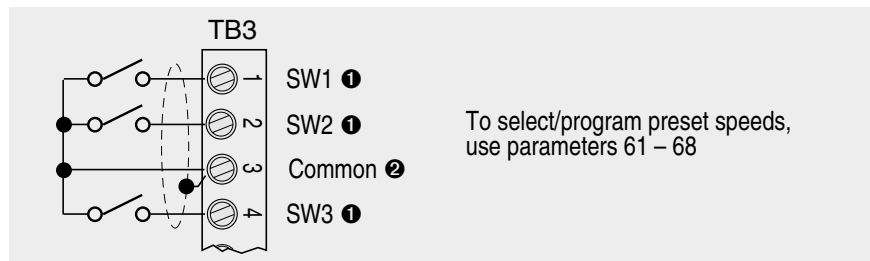 TB3
1 SW1 ❶
2 SW2 ❶
3 Common ❷
4 SW3 ❶
To select/program preset speeds,
use parameters 61 – 68